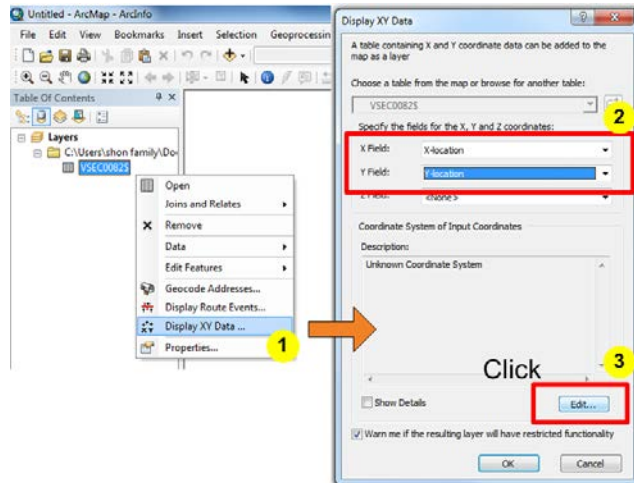 Untitled - ArcMap - ArcInfo
File Edit View Bookmarks Insert Selection Geoprocessin
Table Of Contents
Layers
C:\Users\shon family\Do
VSEC0082S
Open
Joins and Relates
Remove
Data
Edit Features
Geocode Addresses...
Display Route Events...
Display XY Data ...
Properties...
1
Display XY Data
A table containing X and Y coordinate data can be added to the
map as a layer
Choose a table from the map or browse for another table:
VSEC0082S
2
Specify the fields for the X, Y and Z coordinates:
X Field: X-location
Y Field: Y-location
Z Field: <None>
Coordinate System of Input Coordinates
Description:
Unknown Coordinate System
Click
3
Show Details
Edit...
Warn me if the resulting layer will have restricted functionality
OK Cancel